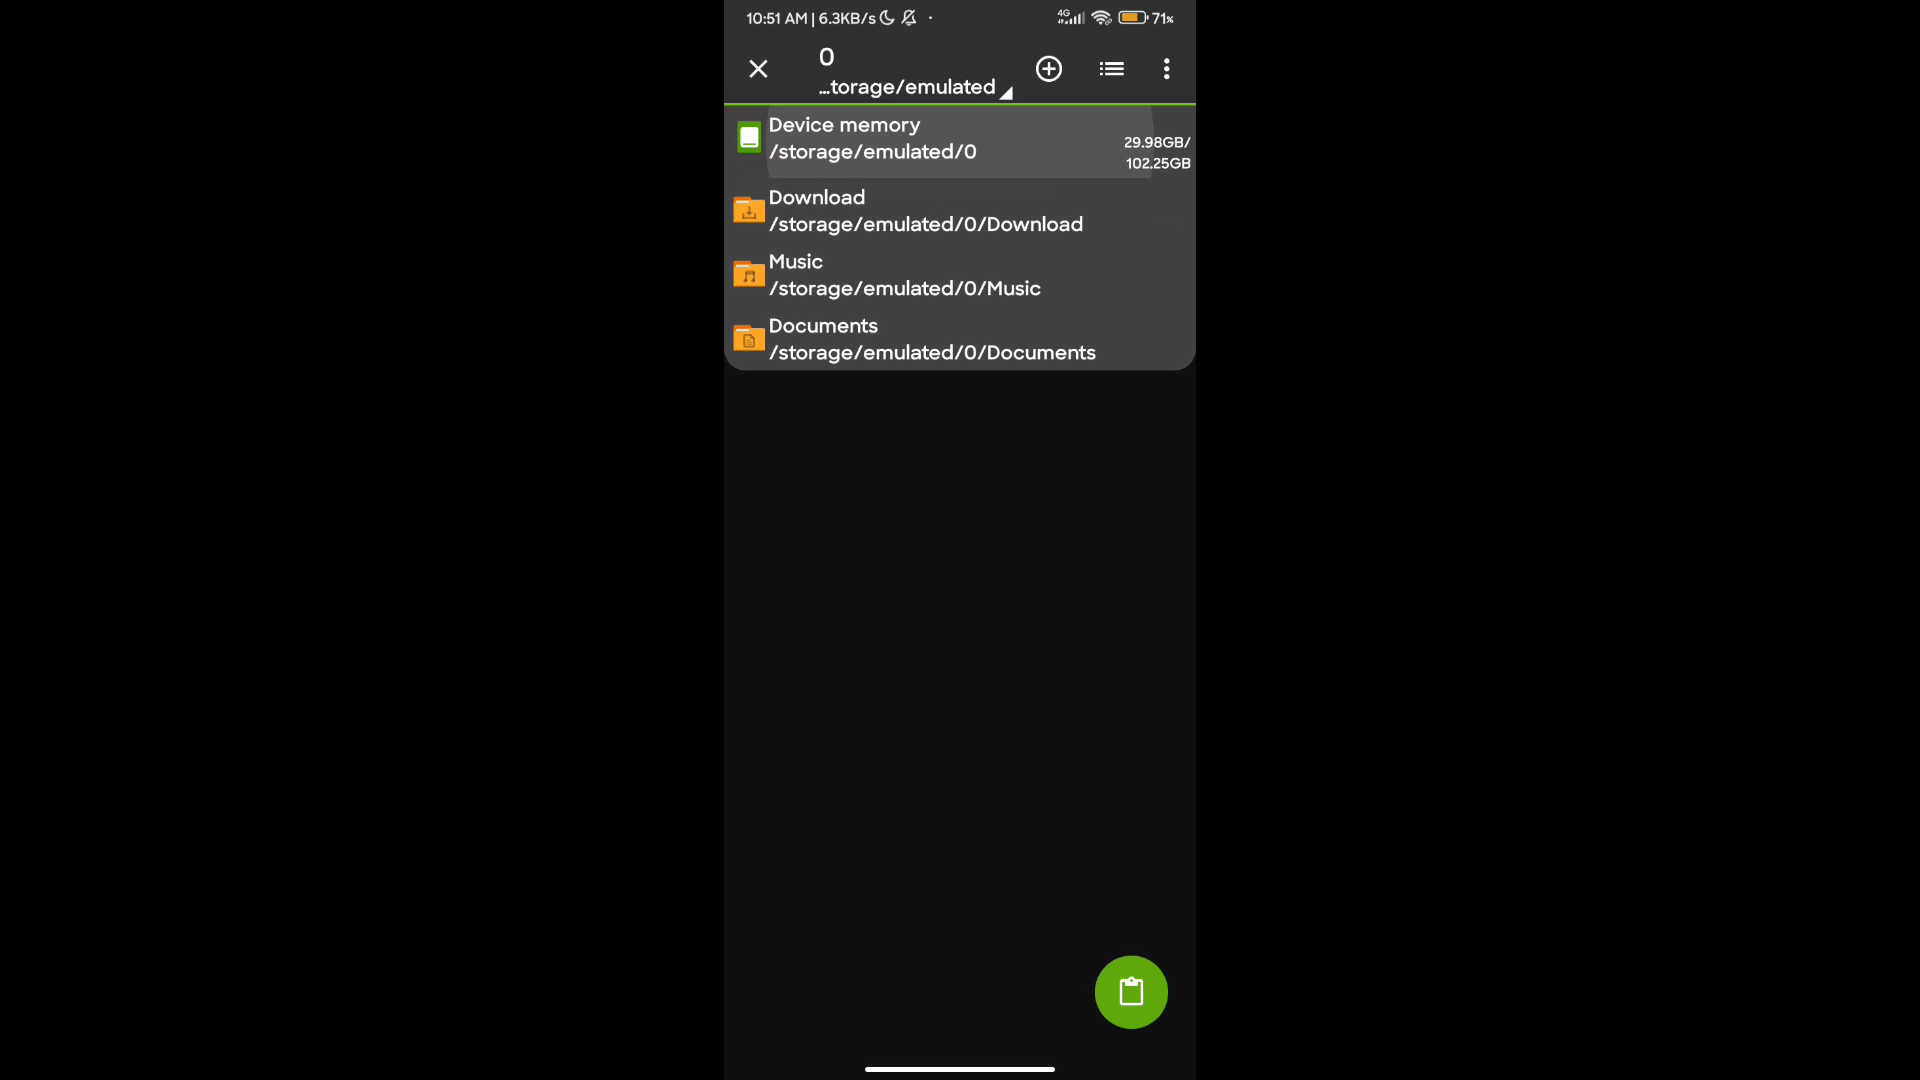 10:51 AM | 6.3KB/s
4G
71%
0
...torage/emulated
Device memory
/storage/emulated/0
29.98GB/
102.25GB
Download
/storage/emulated/0/Download
Music
/storage/emulated/0/Music
Documents
/storage/emulated/0/Documents